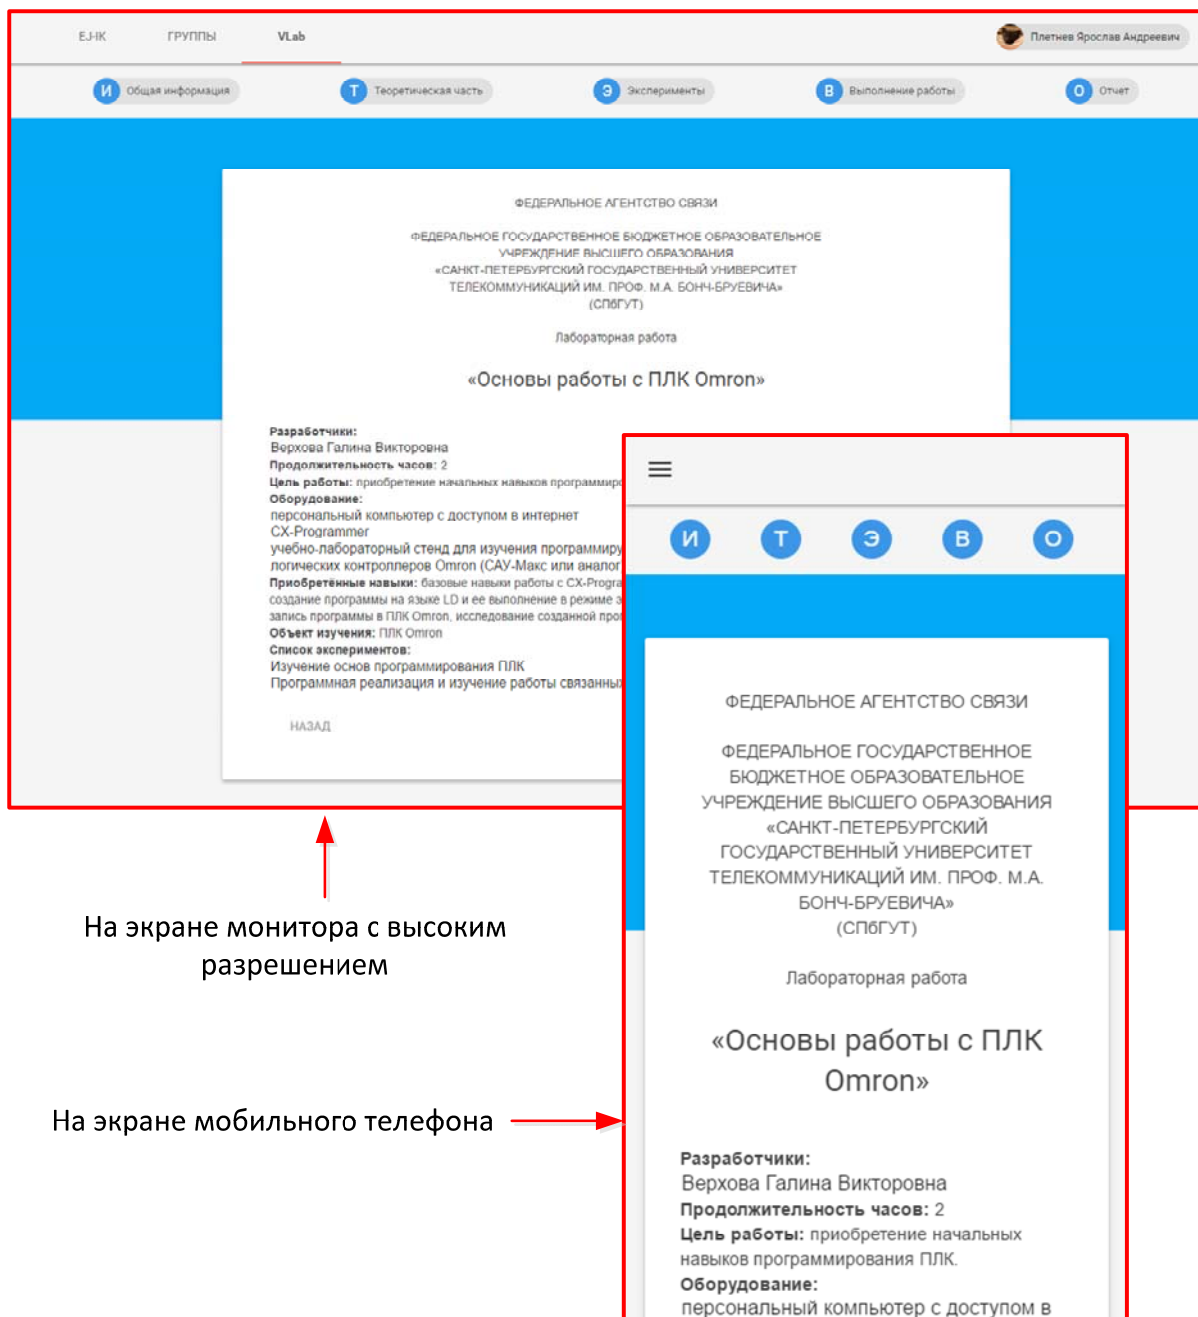 EJ-IK ГРУППЫ VLab Плетнев Ярослав Андреевич
И Общая информация Т Теоретическая часть Э Эксперименты В Выполнение работы О Отчет
ФЕДЕРАЛЬНОЕ АГЕНТСТВО СВЯЗИ
ФЕДЕРАЛЬНОЕ ГОСУДАРСТВЕННОЕ БЮДЖЕТНОЕ ОБРАЗОВАТЕЛЬНОЕ
УЧРЕЖДЕНИЕ ВЫСШЕГО ОБРАЗОВАНИЯ
«САНКТ-ПЕТЕРБУРГСКИЙ ГОСУДАРСТВЕННЫЙ УНИВЕРСИТЕТ
ТЕЛЕКОММУНИКАЦИЙ ИМ. ПРОФ. М.А. БОНЧ-БРУЕВИЧА»
(СПбГУТ)
Лабораторная работа
«Основы работы с ПЛК Omron»
Разработчики:
Верхова Галина Викторовна
Продолжительность часов: 2
Цель работы: приобретение начальных навыков программиро
Оборудование:
персональный компьютер с доступом в интернет
CX-Programmer
учебно-лабораторный стенд для изучения программиру
логических контроллеров Omron (САУ-Макс или аналог
Приобретённые навыки: базовые навыки работы с CX-Progra
создание программы на языке LD и ее выполнение в режиме э
запись программы в ПЛК Omron, исследование созданной про
Объект изучения: ПЛК Omron
Список экспериментов:
Изучение основ программирования ПЛК
Программная реализация и изучение работы связанных
НАЗАД
На экране монитора с высоким
разрешением
На экране мобильного телефона
И Т Э В О
ФЕДЕРАЛЬНОЕ АГЕНТСТВО СВЯЗИ
ФЕДЕРАЛЬНОЕ ГОСУДАРСТВЕННОЕ
БЮДЖЕТНОЕ ОБРАЗОВАТЕЛЬНОЕ
УЧРЕЖДЕНИЕ ВЫСШЕГО ОБРАЗОВАНИЯ
«САНКТ-ПЕТЕРБУРГСКИЙ
ГОСУДАРСТВЕННЫЙ УНИВЕРСИТЕТ
ТЕЛЕКОММУНИКАЦИЙ ИМ. ПРОФ. М.А.
БОНЧ-БРУЕВИЧА»
(СПбГУТ)
Лабораторная работа
«Основы работы с ПЛК
Omron»
Разработчики:
Верхова Галина Викторовна
Продолжительность часов: 2
Цель работы: приобретение начальных
навыков программирования ПЛК.
Оборудование:
персональный компьютер с доступом в